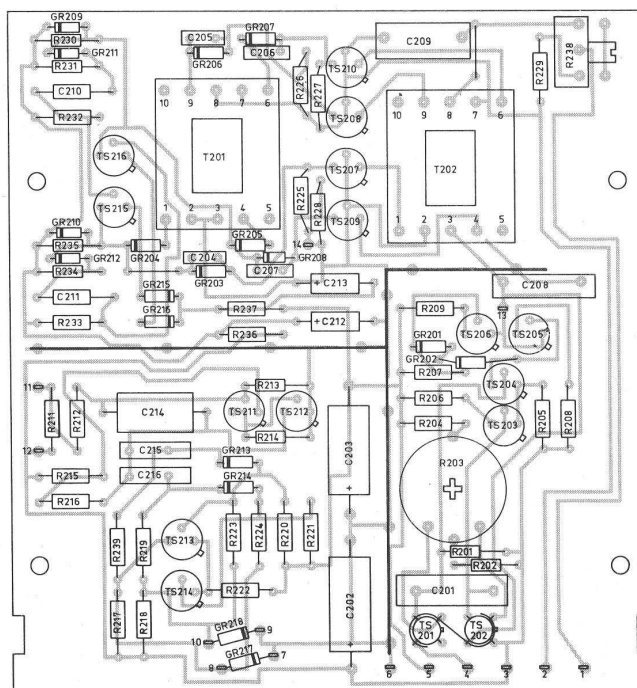 GR209
R230
GR211
R231
C210
R232
C205
GR207
GR206
C206
R226
R227
TS210
TS208
C209
R229
R238
10 9 8 7 6
T201
1 2 3 4 5
10 9 8 7 6
T202
1 2 3 4 5
TS216
TS215
TS207
TS209
R225
R228
14
GR210
R235
GR212
R234
C211
R233
GR204
GR205
C204
GR203
GR208
C207
GR215
GR216
R237
R236
+ C213
+ C212
C208
13
R209
GR201
TS206
TS205
GR202
R207
TS204
R206
R204
TS203
R205
R208
R203
11
12
R211
R212
C214
R213
TS211
TS212
R214
C215
C216
GR213
GR214
R215
R216
C203
+
R239
R219
TS213
TS214
R223
R224
R220
R221
R222
R217
R218
C202
+
GR218
GR217
10
9
8
7
R201
R202
C201
TS 201
TS 202
6 5 4 3 2 1